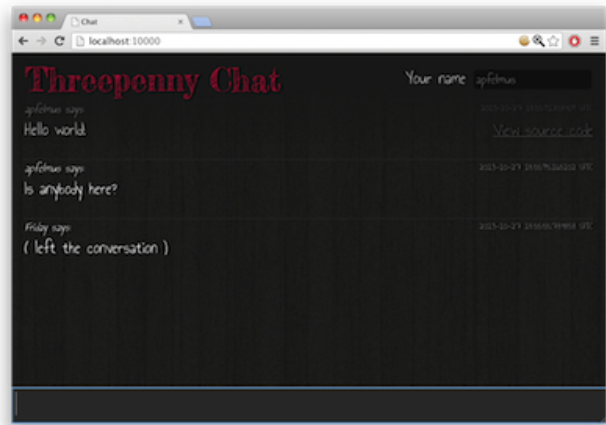 Chat
localhost:10000
Threepenny Chat
Your name apfelmus
apfelmus says:
Hello world!
View source code
apfelmus says:
Is anybody here?
Friday says:
( left the conversation )